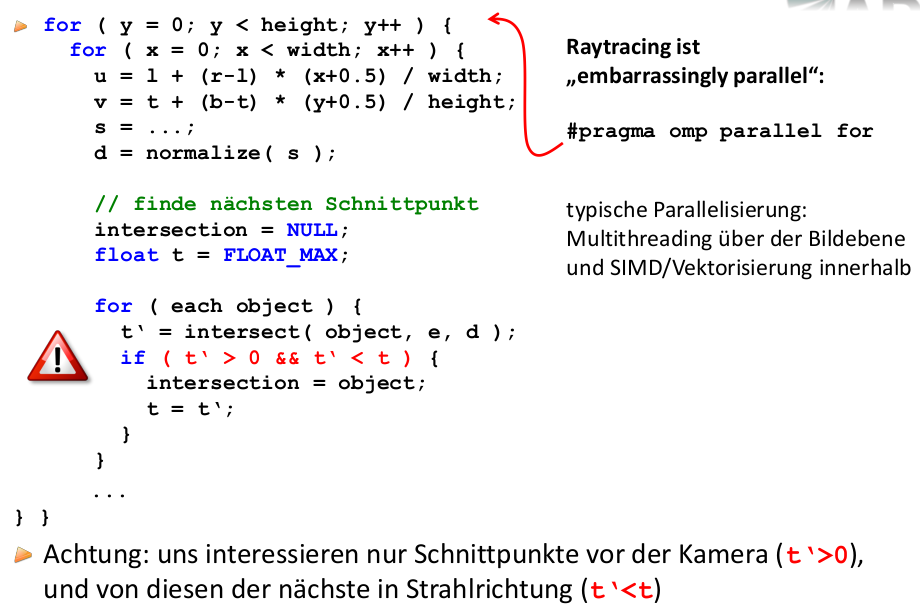 for ( y = 0; y < height; y++ ) {
for ( x = 0; x < width; x++ ) {
u = l + (r-l) * (x+0.5) / width;
v = t + (b-t) * (y+0.5) / height;
s = ...;
d = normalize( s );
// finde nächsten Schnittpunkt
intersection = NULL;
float t = FLOAT_MAX;
for ( each object ) {
t‘ = intersect( object, e, d );
if ( t‘ > 0 && t‘ < t ) {
intersection = object;
t = t‘;
}
}
...
} }
Raytracing ist
„embarrassingly parallel“:
#pragma omp parallel for
typische Parallelisierung:
Multithreading über der Bildebene
und SIMD/Vektorisierung innerhalb
Achtung: uns interessieren nur Schnittpunkte vor der Kamera (t‘>0),
und von diesen der nächste in Strahlrichtung (t‘<t)